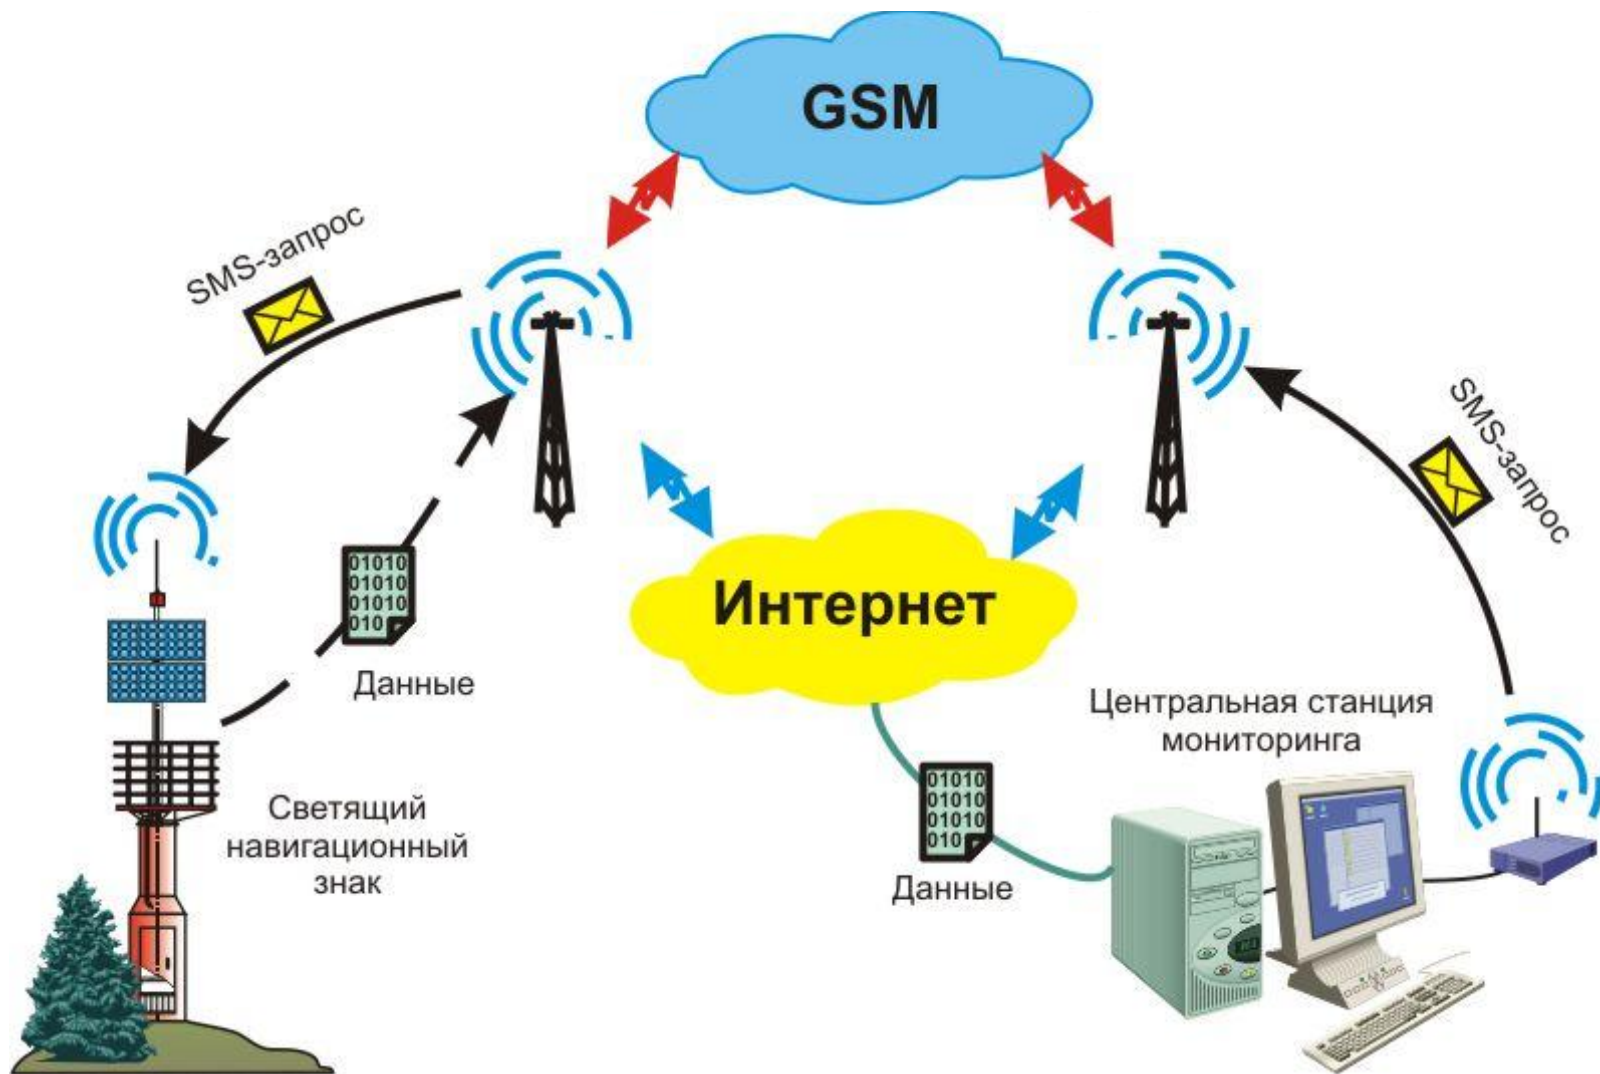 GSM
SMS-запрос
SMS-запрос
01010
01010
01010
010
Данные
Интернет
Центральная станция
мониторинга
Светящий
навигационный
знак
01010
01010
01010
010
Данные